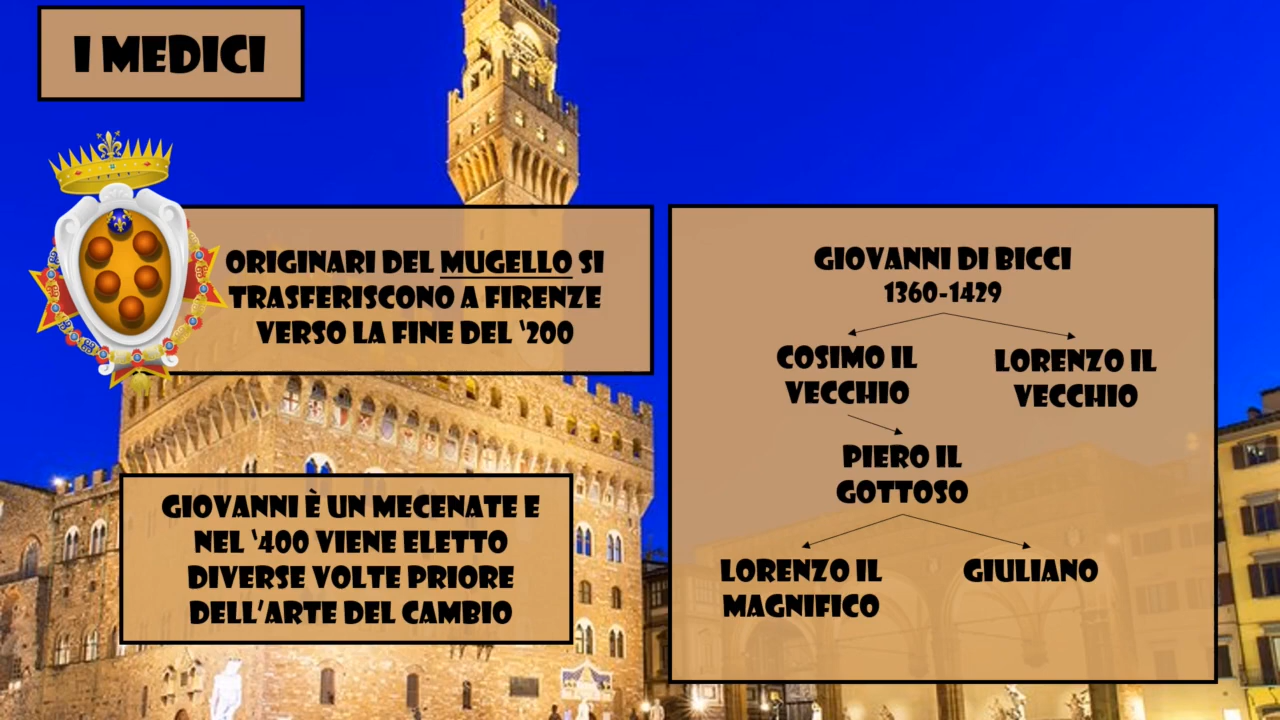 I MEDICI
ORIGINARI DEL MUGELLO SI
TRASFERISCONO A FIRENZE
VERSO LA FINE DEL '200
GIOVANNI È UN MECENATE E
NEL '400 VIENE ELETTO
DIVERSE VOLTE PRIORE
DELL'ARTE DEL CAMBIO
GIOVANNI DI BICCI
1360-1429
COSIMO IL
VECCHIO
LORENZO IL
VECCHIO
PIERO IL
GOTTOSO
LORENZO IL
MAGNIFICO
GIULIANO